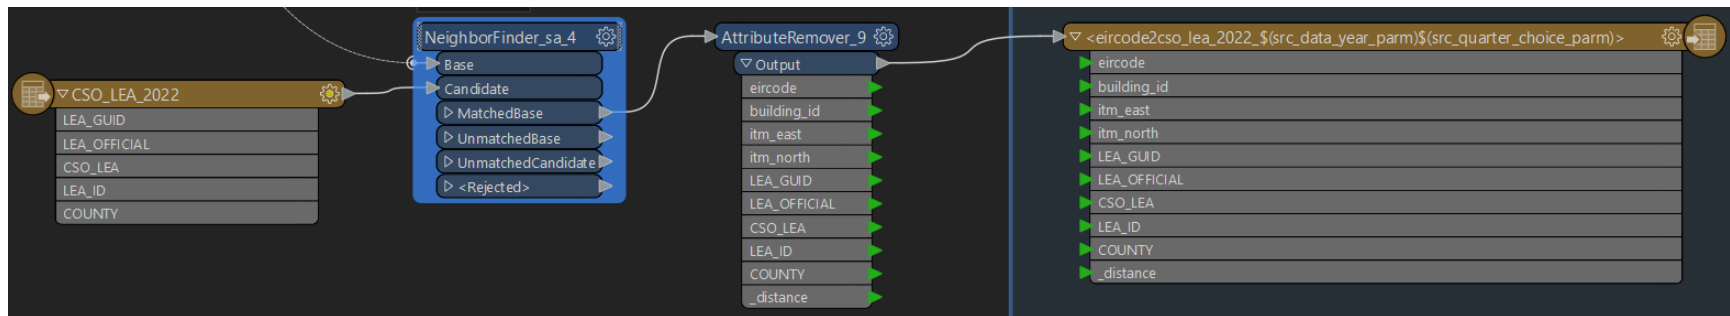 CSO_LEA_2022
LEA_GUID
LEA_OFFICIAL
CSO_LEA
LEA_ID
COUNTY
NeighborFinder_sa_4
Base
Candidate
MatchedBase
UnmatchedBase
UnmatchedCandidate
<Rejected>
AttributeRemover_9
Output
eircode
building_id
itm_east
itm_north
LEA_GUID
LEA_OFFICIAL
CSO_LEA
LEA_ID
COUNTY
_distance
<eircode2cso_lea_2022_$(src_data_year_parm)$(src_quarter_choice_parm)>
eircode
building_id
itm_east
itm_north
LEA_GUID
LEA_OFFICIAL
CSO_LEA
LEA_ID
COUNTY
_distance